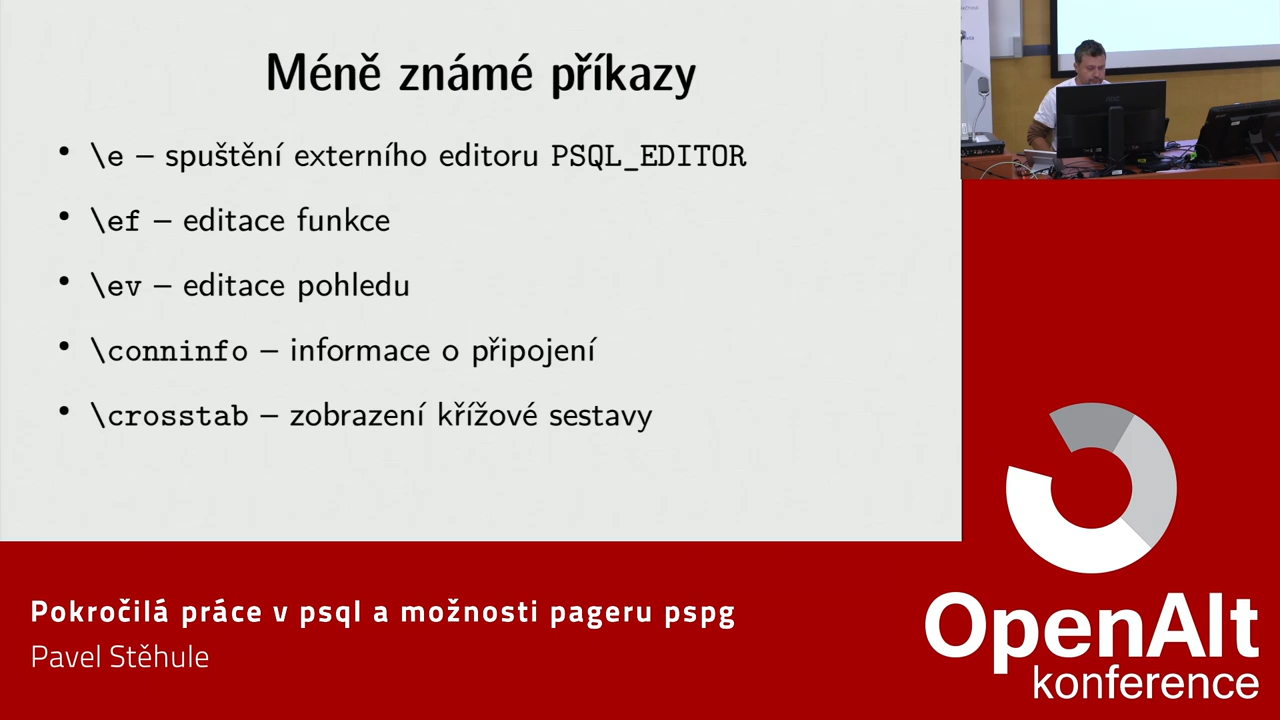 Méně známé příkazy
• \e – spuštění externího editoru PSQL_EDITOR
• \ef – editace funkce
• \ev – editace pohledu
• \conninfo – informace o připojení
• \crosstab – zobrazení křížové sestavy
Pokročilá práce v psql a možnosti pageru pspg
Pavel Stěhule
OpenAlt
konference